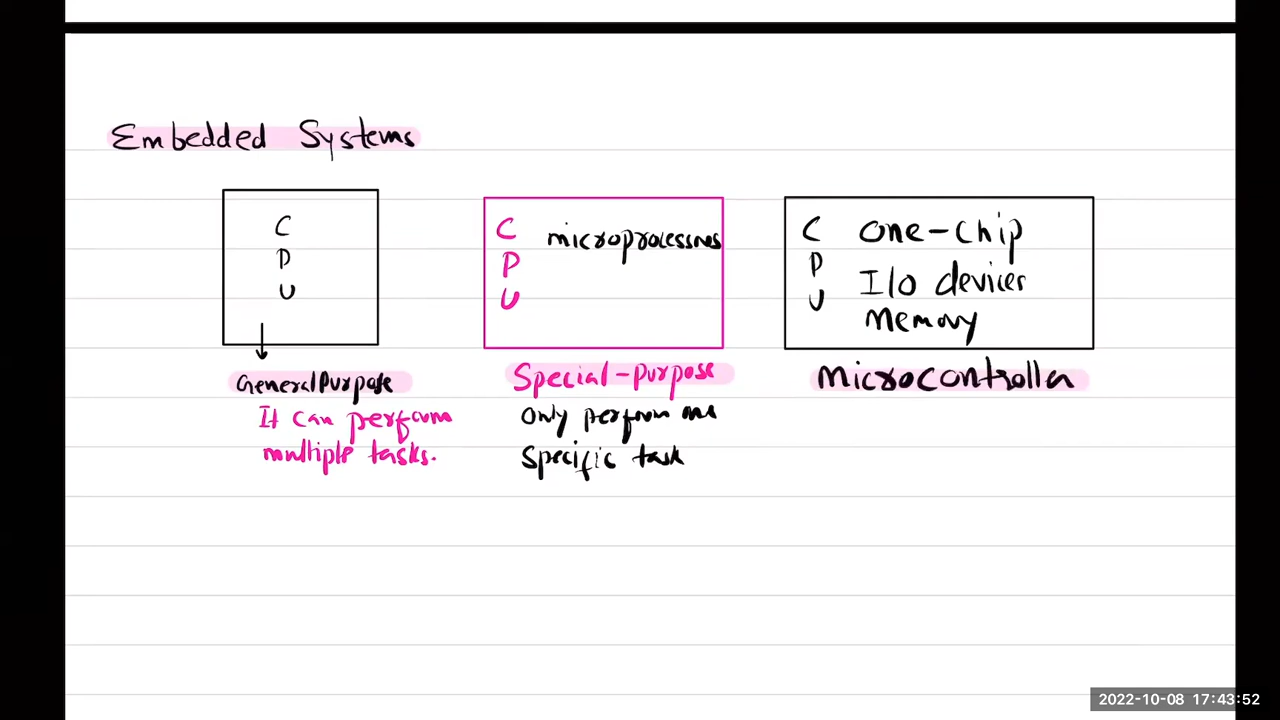 Embedded Systems
C
P
U
General Purpose
It can perform
multiple tasks.
C
P
U
microprocessors
Special-purpose
Only perform one
Specific task
C
P
U
One-chip
I/O devices
Memory
Microcontroller
2022-10-08 17:43:52